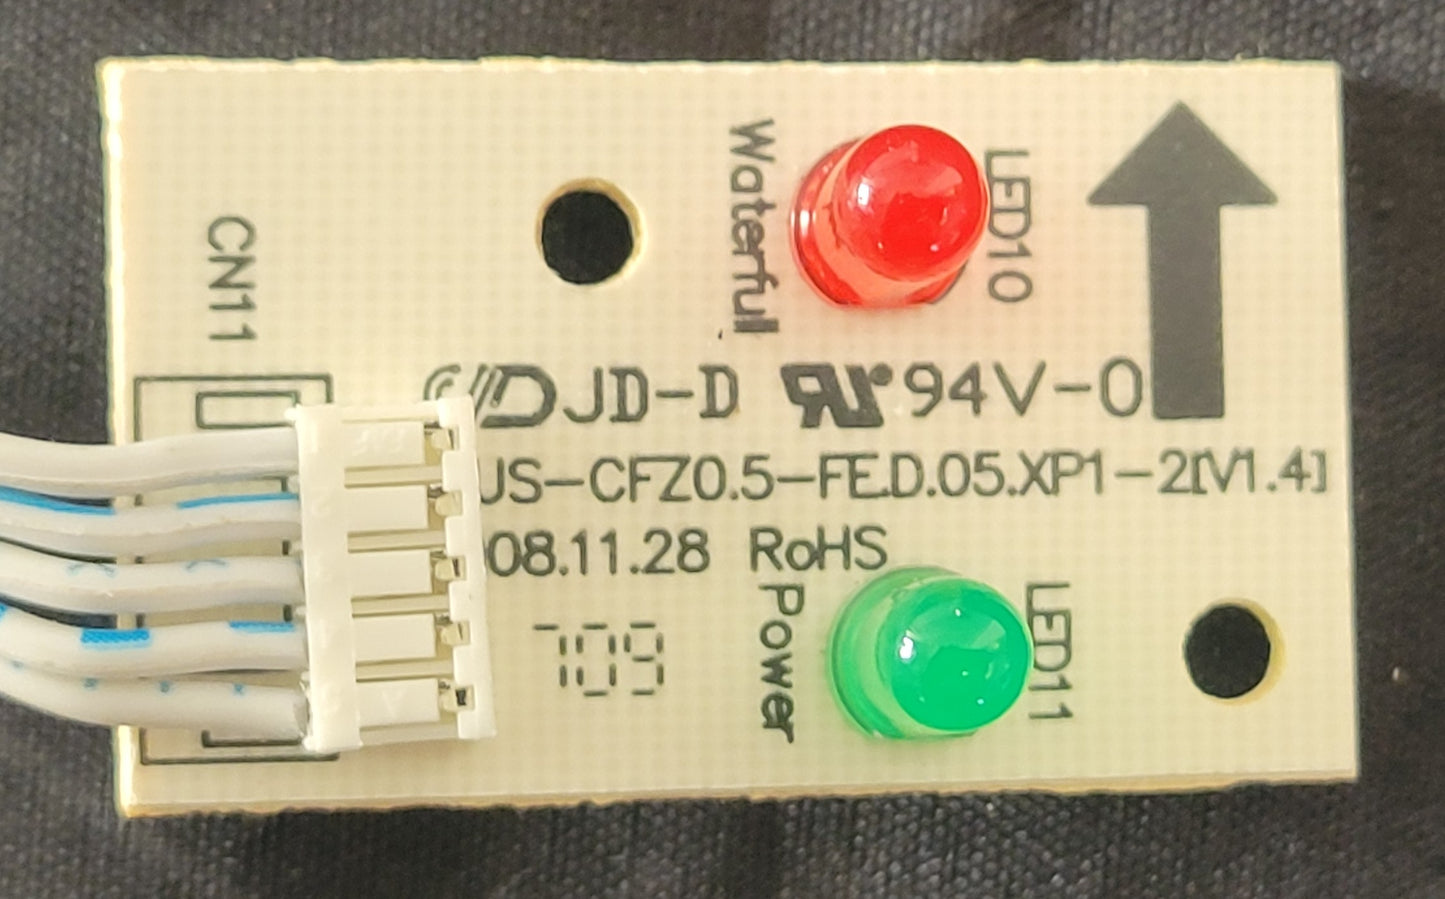 Waterful
LED10
CN11
JD-D 94V-0
US-CFZ0.5-FE.D.05.XP1-2[V1.4]
08.11.28 RoHS
Power
LED11
709